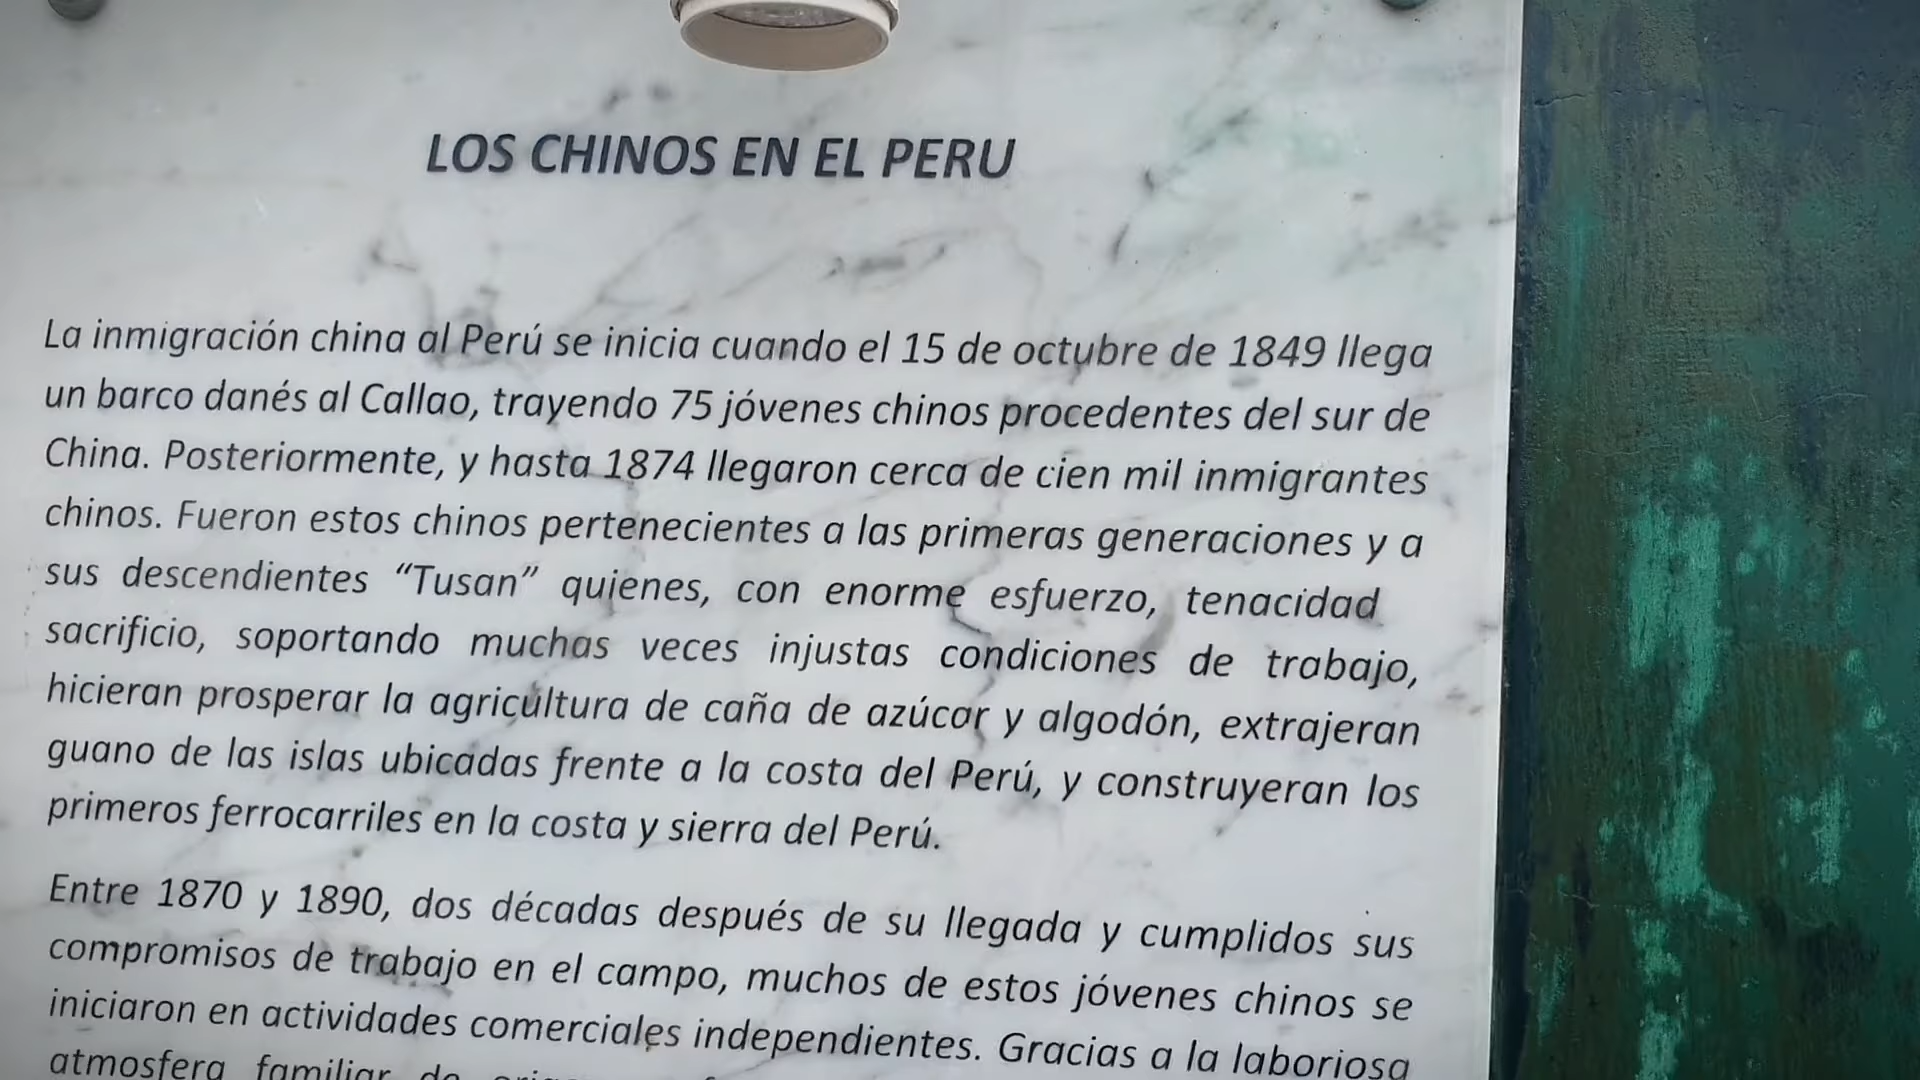 LOS CHINOS EN EL PERU
La inmigración china al Perú se inicia cuando el 15 de octubre de 1849 llega
un barco danés al Callao, trayendo 75 jóvenes chinos procedentes del sur de
China. Posteriormente, y hasta 1874 llegaron cerca de cien mil inmigrantes
chinos. Fueron estos chinos pertenecientes a las primeras generaciones y a
sus descendientes “Tusan” quienes, con enorme esfuerzo, tenacidad
sacrificio, soportando muchas veces injustas condiciones de trabajo,
hicieran prosperar la agricultura de caña de azúcar y algodón, extrajeran
guano de las islas ubicadas frente a la costa del Perú, y construyeran los
primeros ferrocarriles en la costa y sierra del Perú.
Entre 1870 y 1890, dos décadas después de su llegada y cumplidos sus
compromisos de trabajo en el campo, muchos de estos jóvenes chinos se
iniciaron en actividades comerciales independientes. Gracias a la laboriosa
atmosfera familiar de